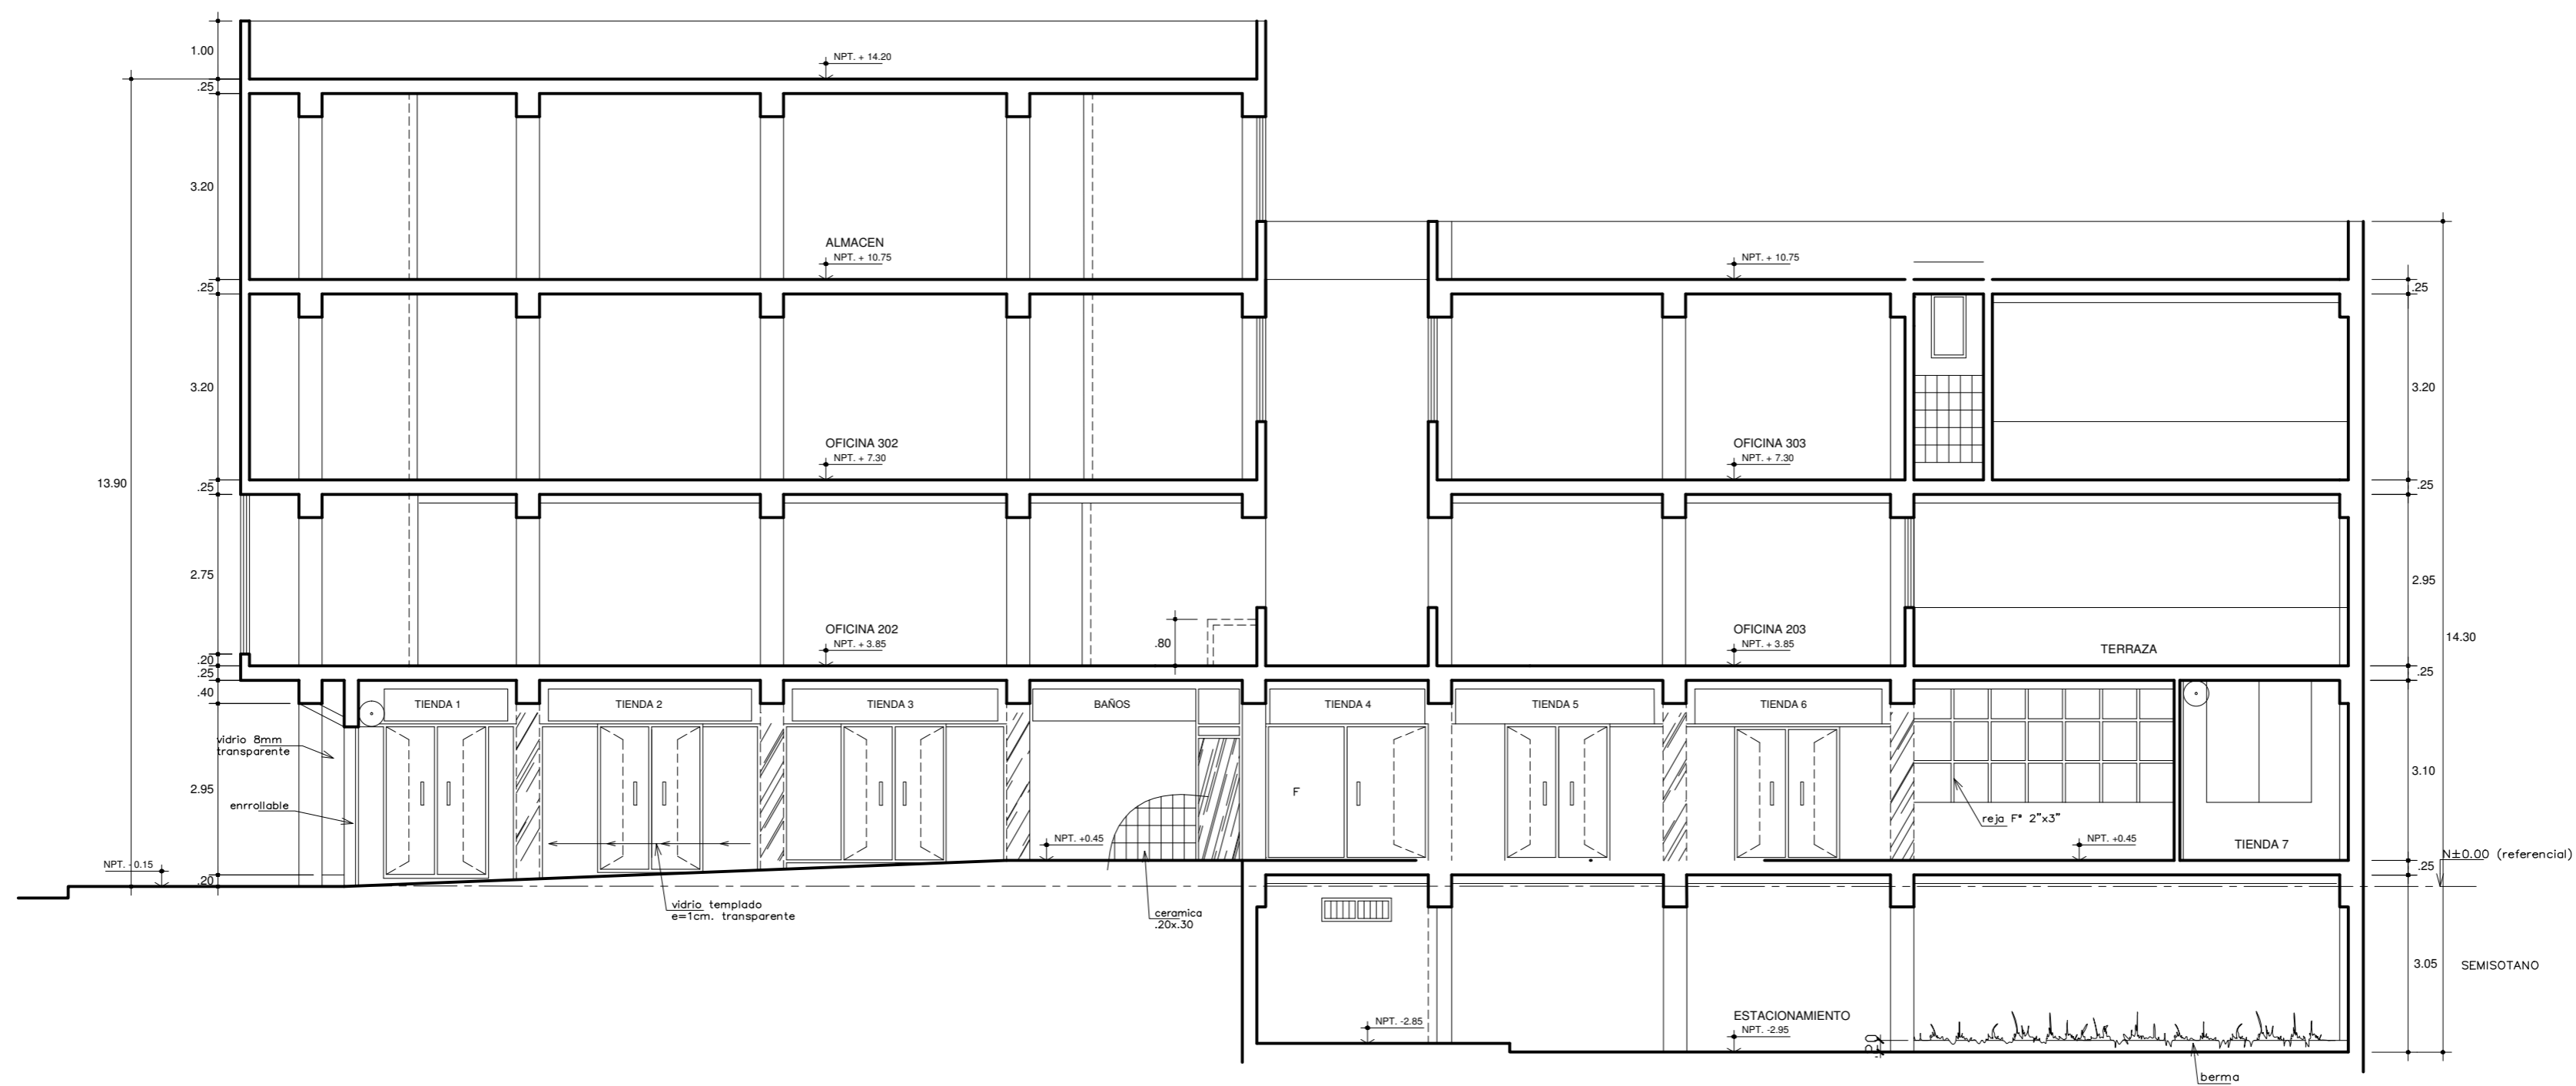 1.00
NPT. + 14.20
.25
3.20
ALMACEN
NPT. + 10.75
NPT. + 10.75
.25
.25
3.20
3.20
OFICINA 302
NPT. + 7.30
OFICINA 303
NPT. + 7.30
13.90
.25
.25
2.75
2.95
OFICINA 202
NPT. + 3.85
.80
OFICINA 203
NPT. + 3.85
TERRAZA
14.30
.20
.25
.25
.40
TIENDA 1
TIENDA 2
TIENDA 3
BAÑOS
TIENDA 4
TIENDA 5
TIENDA 6
vidrio 8mm
transparente
2.95
enrrollable
F
3.10
reja F° 2"x3"
NPT. +0.45
NPT. +0.45
TIENDA 7
N±0.00 (referencial)
NPT. - 0.15
.20
.25
vidrio templado
e=1cm. transparente
ceramica
.20x.30
3.05
SEMISOTANO
NPT. -2.85
ESTACIONAMIENTO
NPT. -2.95
.20
berma